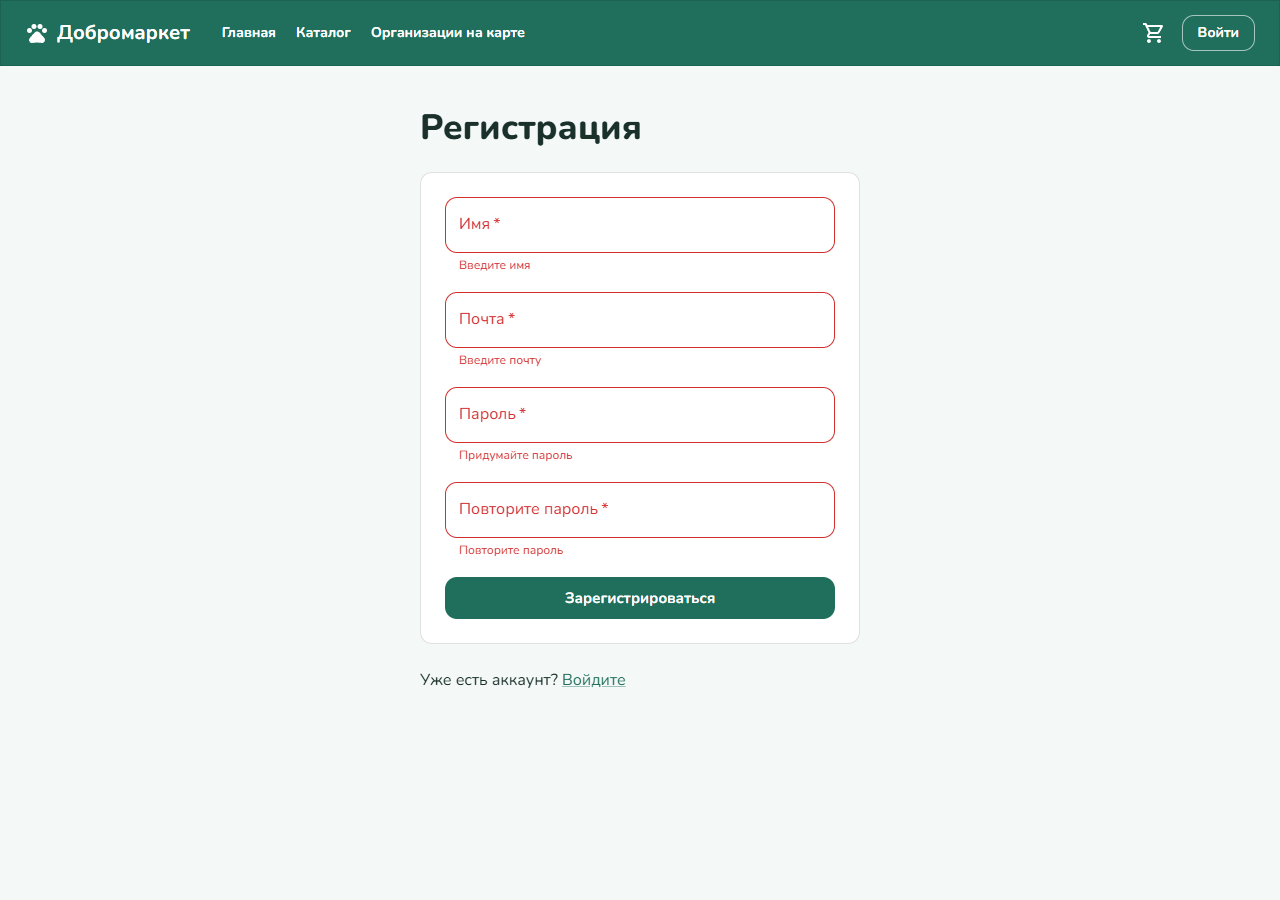 Добромаркет Главная Каталог Организации на карте Войти
Регистрация
Имя *
Введите имя
Почта *
Введите почту
Пароль *
Придумайте пароль
Повторите пароль *
Повторите пароль
Зарегистрироваться
Уже есть аккаунт? Войдите